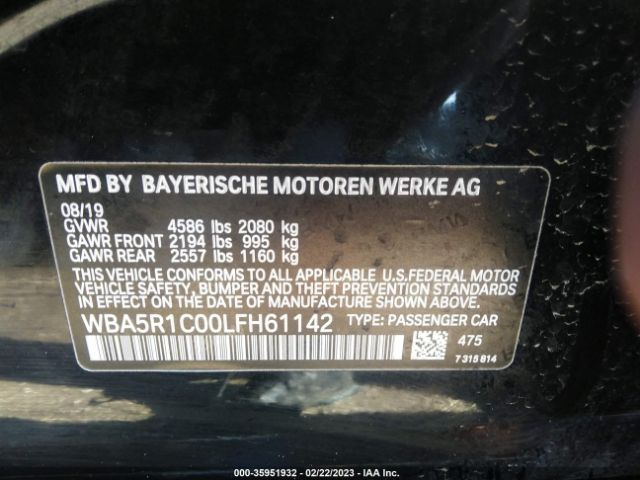 MFD BY BAYERISCHE MOTOREN WERKE AG
08/19
GVWR 4586 lbs 2080 kg
GAWR FRONT 2194 lbs 995 kg
GAWR REAR 2557 lbs 1160 kg
THIS VEHICLE CONFORMS TO ALL APPLICABLE U.S.FEDERAL MOTOR
VEHICLE SAFETY, BUMPER AND THEFT PREVENTION STANDARDS
IN EFFECT ON THE DATE OF MANUFACTURE SHOWN ABOVE.
WBA5R1C00LFH61142 TYPE: PASSENGER CAR
475
7 315 814
000-35951932 - 02/22/2023 - IAA Inc.